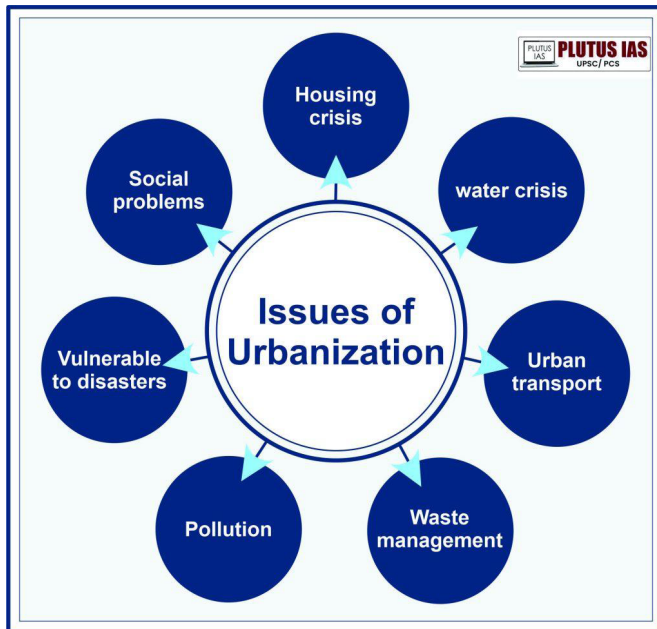 PLUTUS
IAS
PLUTUS IAS
UPSC/ PCS
Housing
crisis
water crisis
Urban
transport
Waste
management
Pollution
Vulnerable
to disasters
Social
problems
Issues of
Urbanization